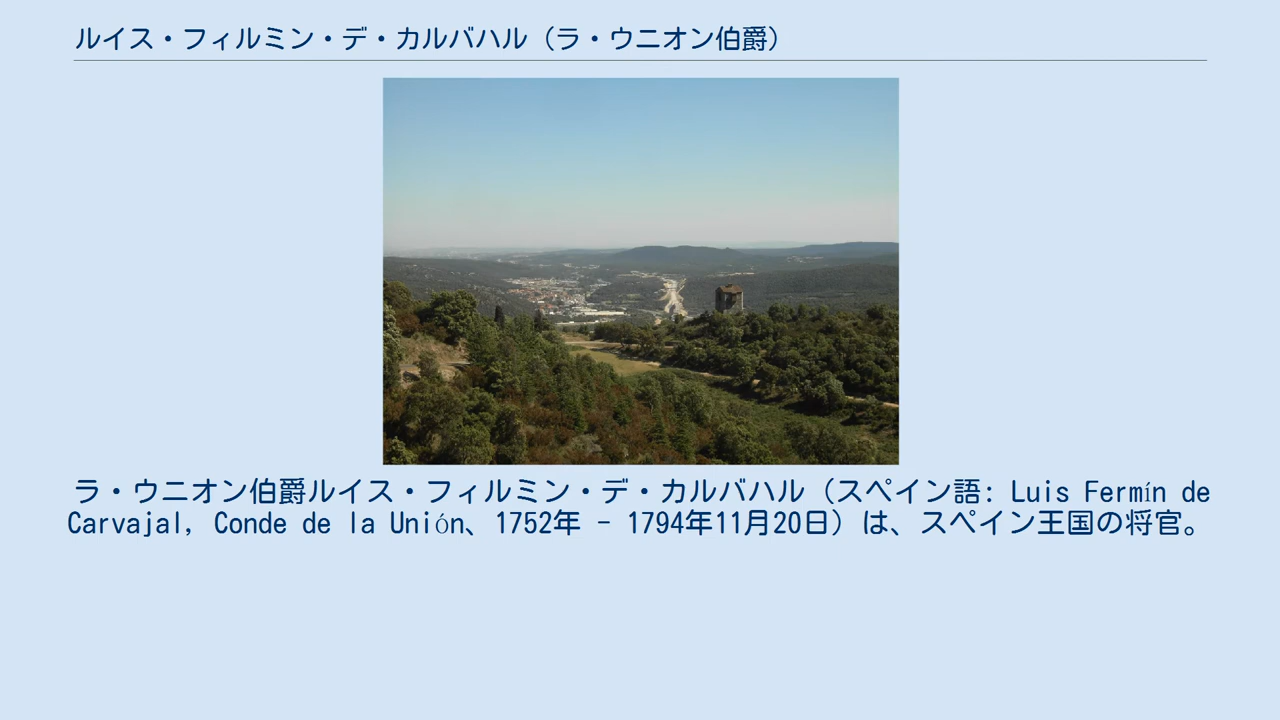 ルイス・フィルミン・デ・カルバハル（ラ・ウニオン伯爵）
ラ・ウニオン伯爵ルイス・フィルミン・デ・カルバハル（スペイン語: Luis Fermín de
Carvajal, Conde de la Unión、1752年 - 1794年11月20日）は、スペイン王国の将官。